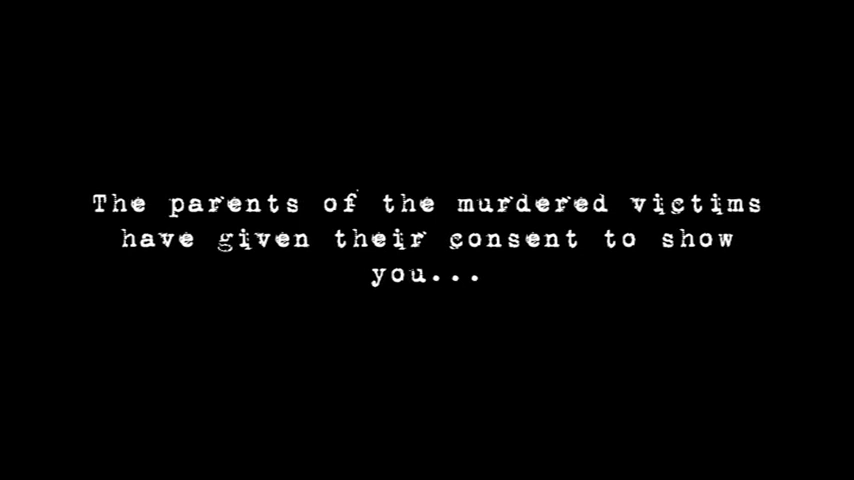 The parents of the murdered victims
have given their consent to show
you...